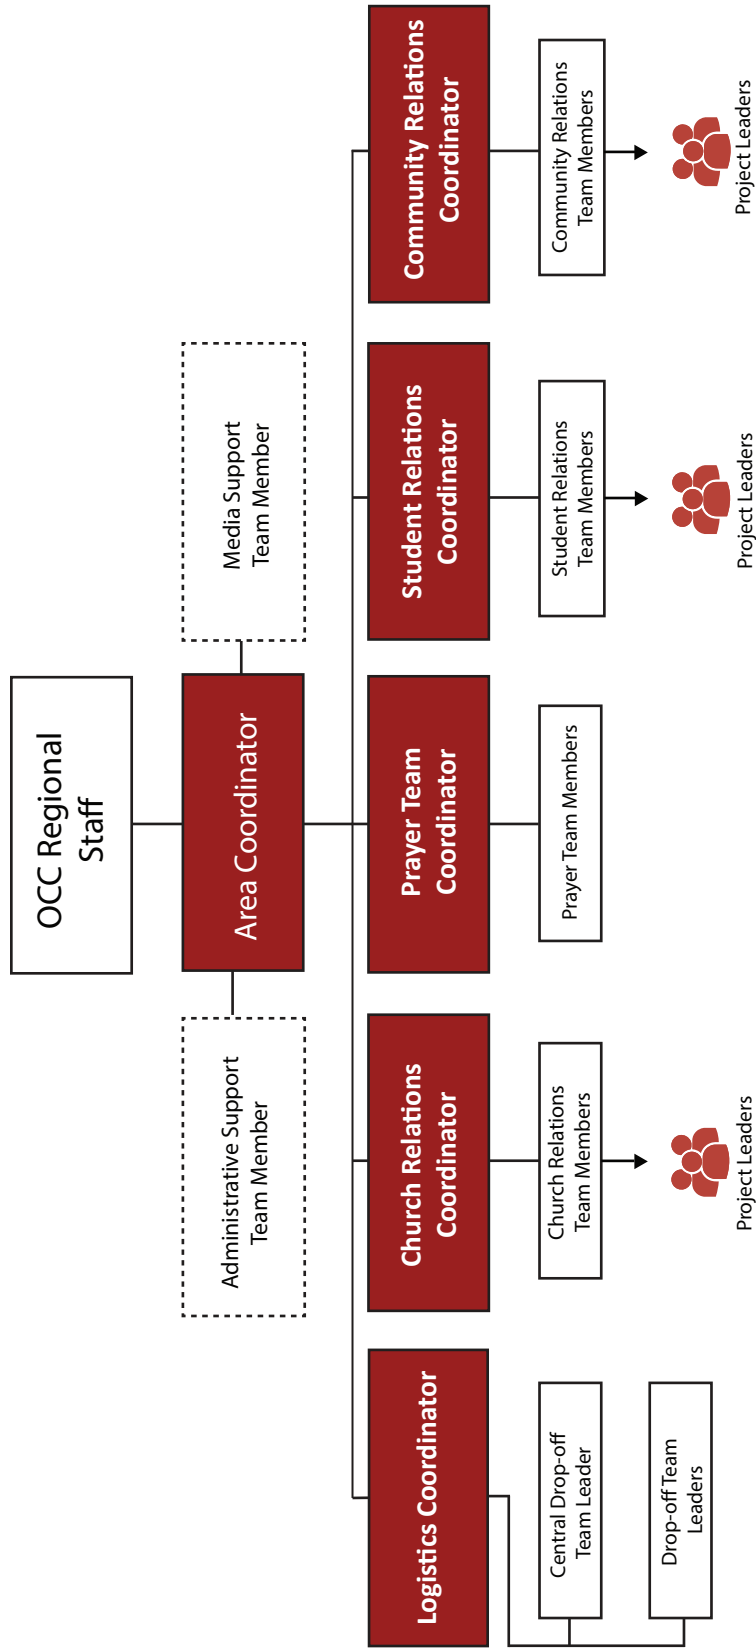 OCC Regional
Staff
Administrative Support
Team Member
Area Coordinator
Media Support
Team Member
Logistics Coordinator
Church Relations
Coordinator
Prayer Team
Coordinator
Student Relations
Coordinator
Community Relations
Coordinator
Central Drop-off
Team Leader
Church Relations
Team Members
Prayer Team Members
Student Relations
Team Members
Community Relations
Team Members
Drop-off Team
Leaders
Project Leaders
Project Leaders
Project Leaders